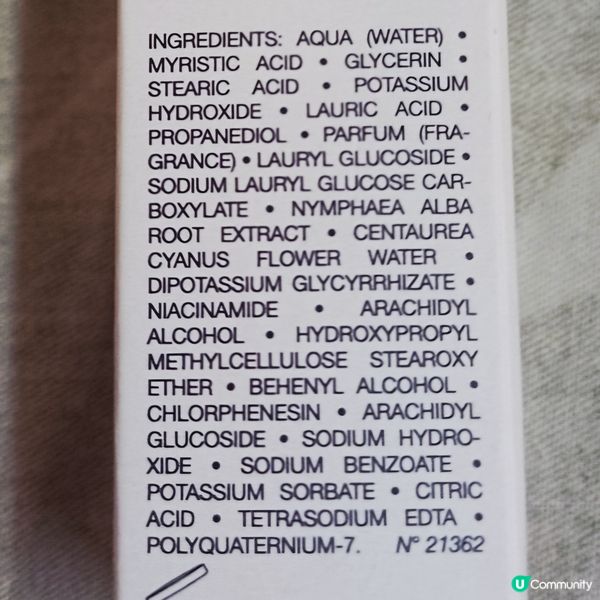 INGREDIENTS: AQUA (WATER) •
MYRISTIC ACID • GLYCERIN •
STEARIC ACID • POTASSIUM
HYDROXIDE • LAURIC ACID •
PROPANEDIOL • PARFUM (FRA-
GRANCE) • LAURYL GLUCOSIDE •
SODIUM LAURYL GLUCOSE CAR-
BOXYLATE • NYMPHAEA ALBA
ROOT EXTRACT • CENTAUREA
CYANUS FLOWER WATER •
DIPOTASSIUM GLYCYRRHIZATE •
NIACINAMIDE • ARACHIDYL
ALCOHOL • HYDROXYPROPYL
METHYLCELLULOSE STEAROXY
ETHER • BEHENYL ALCOHOL •
CHLORPHENESIN • ARACHIDYL
GLUCOSIDE • SODIUM HYDRO-
XIDE • SODIUM BENZOATE •
POTASSIUM SORBATE • CITRIC
ACID • TETRASODIUM EDTA •
POLYQUATERNIUM-7. N° 21362
U Community